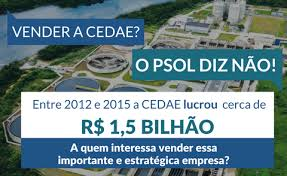 VENDER A CEDAE?
O PSOL DIZ NÃO!
Entre 2012 e 2015 a CEDAE lucrou cerca de
R$ 1,5 BILHÃO
A quem interessa vender essa
importante e estratégica empresa?